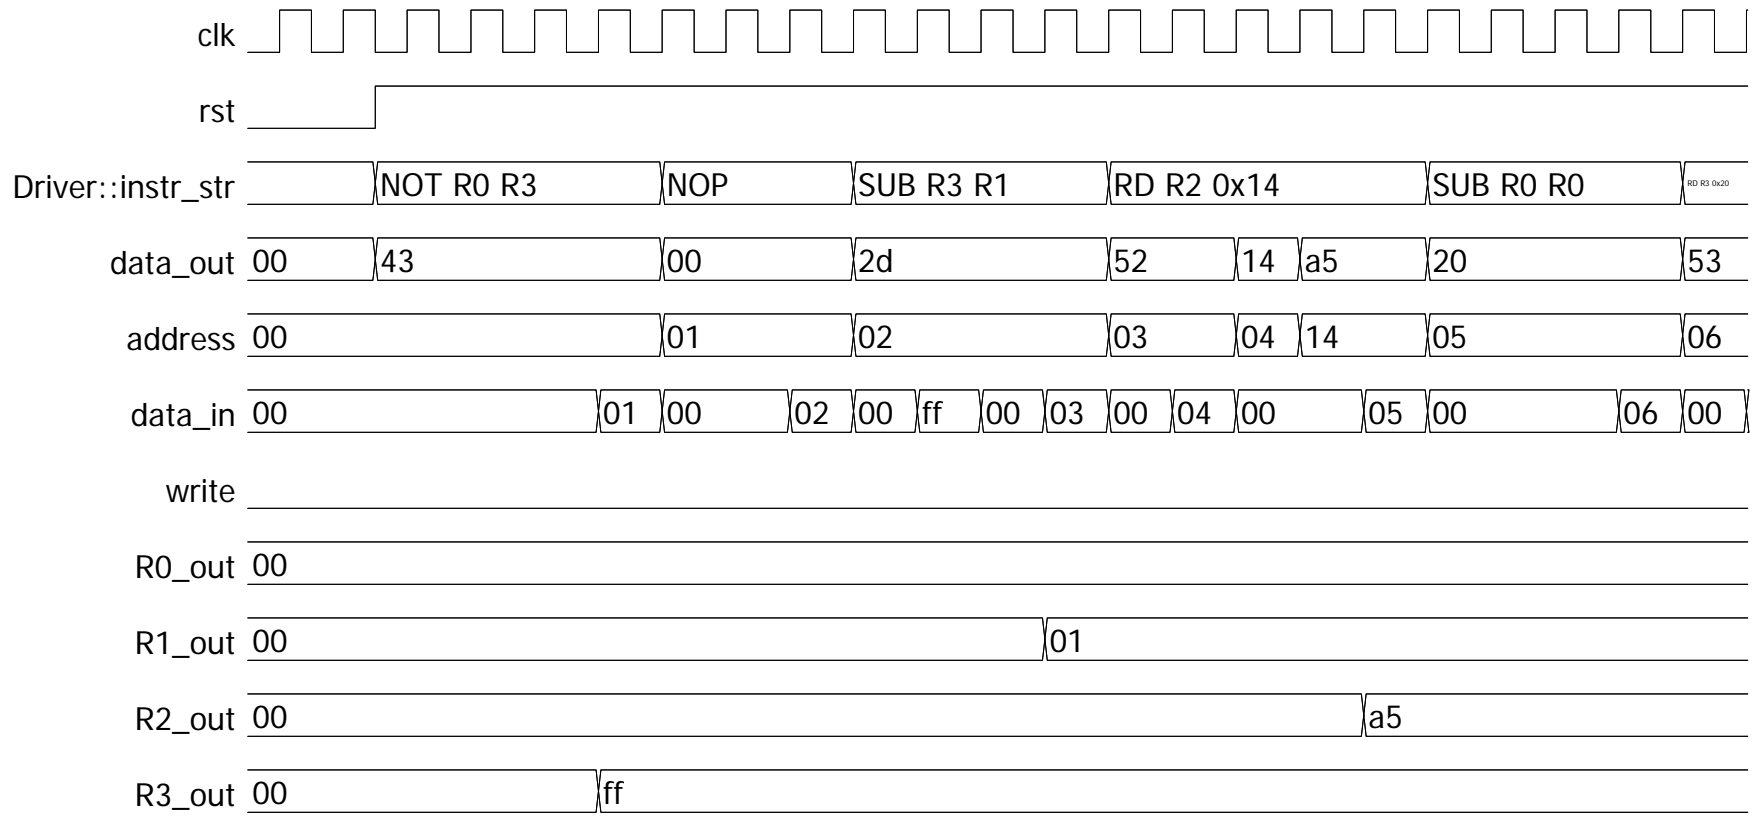 clk
rst
Driver::instr_str NOT R0 R3 NOP SUB R3 R1 RD R2 0x14 SUB R0 R0 RD R3 0x20
data_out 00 43 00 2d 52 14 a5 20 53
address 00 01 02 03 04 14 05 06
data_in 00 01 00 02 00 ff 00 03 00 04 00 05 00 06 00
write
R0_out 00
R1_out 00 01
R2_out 00 a5
R3_out 00 ff